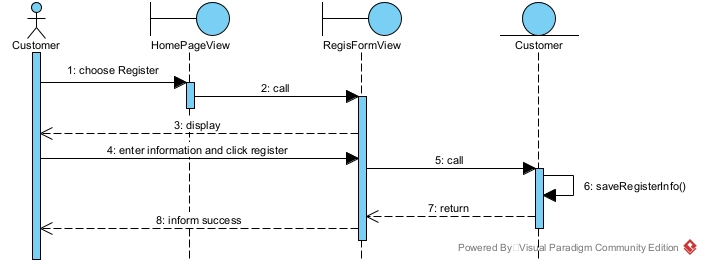 Customer
HomePageView
RegisFormView
Customer
1: choose Register
2: call
3: display
4: enter information and click register
5: call
6: saveRegisterInfo()
7: return
8: inform success
Powered By Visual Paradigm Community Edition